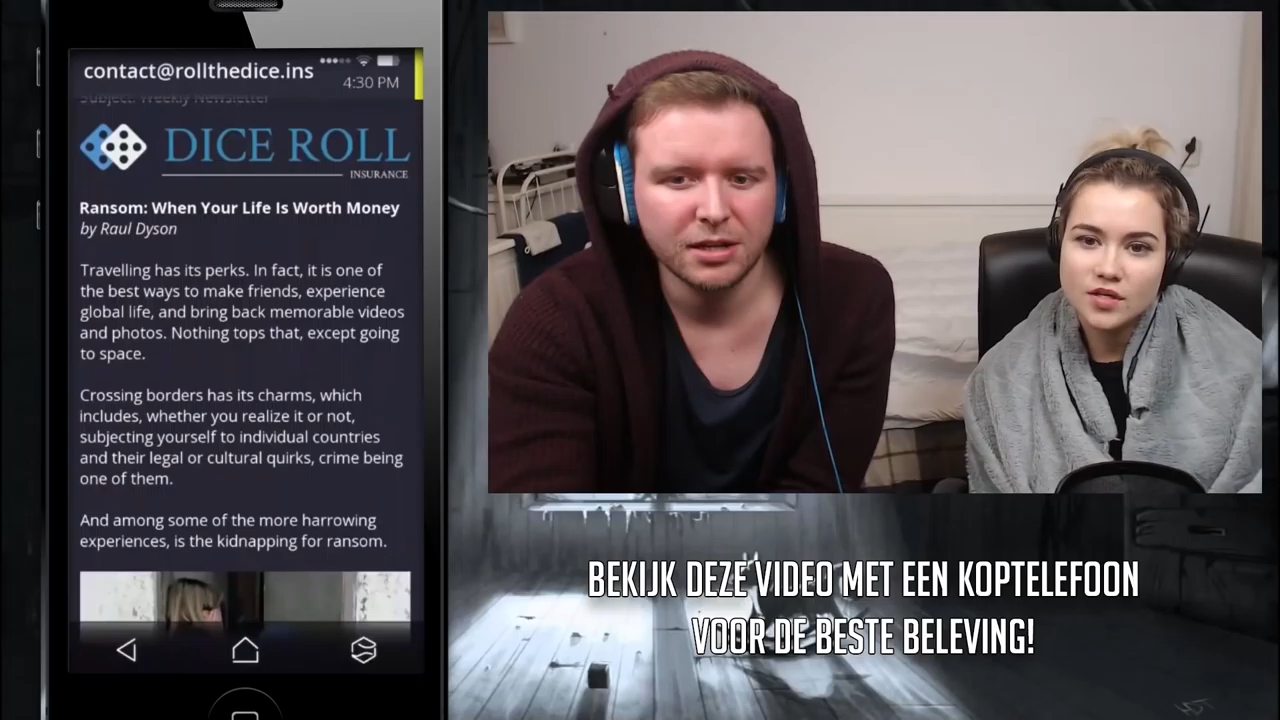 contact@rollthedice.ins
4:30 PM
Subject: Weekly Newsletter
DICE ROLL
INSURANCE
Ransom: When Your Life Is Worth Money
by Raul Dyson
Travelling has its perks. In fact, it is one of
the best ways to make friends, experience
global life, and bring back memorable videos
and photos. Nothing tops that, except going
to space.
Crossing borders has its charms, which
includes, whether you realize it or not,
subjecting yourself to individual countries
and their legal or cultural quirks, crime being
one of them.
And among some of the more harrowing
experiences, is the kidnapping for ransom.
BEKIJK DEZE VIDEO MET EEN KOPTELEFOON
VOOR DE BESTE BELEVING!